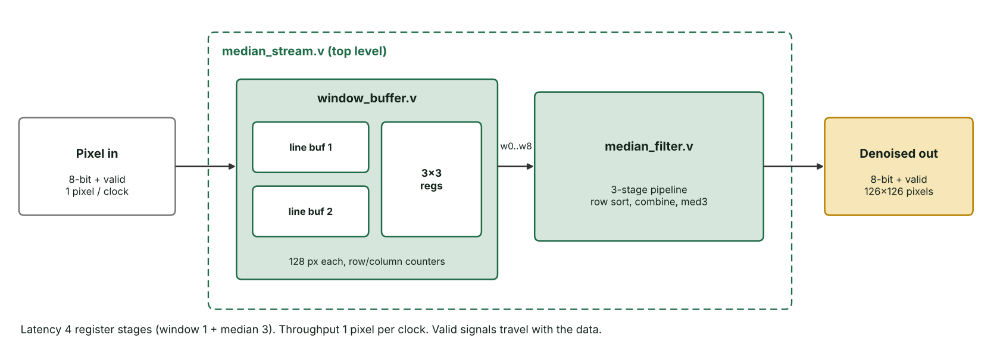 median_stream.v (top level)
window_buffer.v
line buf 1
line buf 2
3×3
regs
128 px each, row/column counters
Pixel in
8-bit + valid
1 pixel / clock
w0..w8
median_filter.v
3-stage pipeline
row sort, combine, med3
Denoised out
8-bit + valid
126×126 pixels
Latency 4 register stages (window 1 + median 3). Throughput 1 pixel per clock. Valid signals travel with the data.